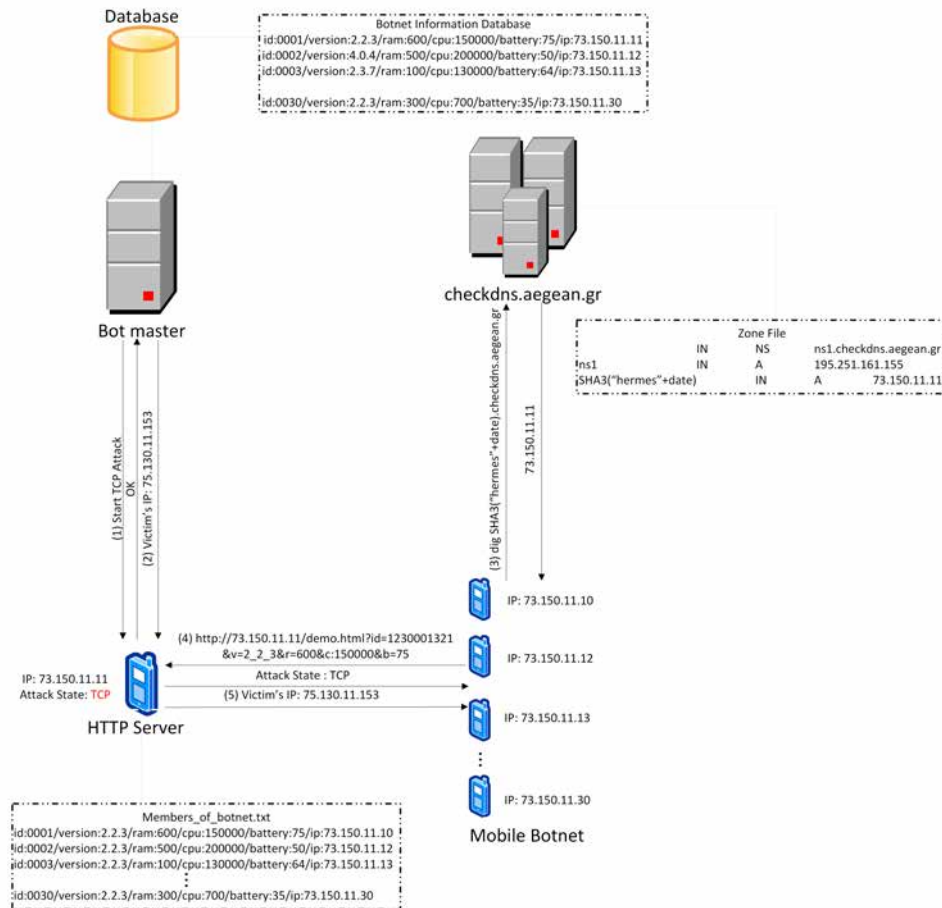 Database
Botnet Information Database
id:0001/version:2.2.3/ram:600/cpu:150000/battery:75/ip:73.150.11.11
id:0002/version:4.0.4/ram:500/cpu:200000/battery:50/ip:73.150.11.12
id:0003/version:2.3.7/ram:100/cpu:130000/battery:64/ip:73.150.11.13
id:0030/version:2.2.3/ram:300/cpu:700/battery:35/ip:73.150.11.30
Bot master
checkdns.aegean.gr
Zone File
IN NS ns1.checkdns.aegean.gr
ns1 IN A 195.251.161.155
SHA3("hermes"+date) IN A 73.150.11.11
(1) Start TCP Attack
OK
(2) Victim's IP: 75.130.11.153
(3) dig SHA3("hermes"+date).checkdns.aegean.gr
73.150.11.11
IP: 73.150.11.10
(4) http://73.150.11.11/demo.html?id=1230001321
&v=2_2_3&r=600&c:150000&b=75
IP: 73.150.11.12
Attack State : TCP
(5) Victim's IP: 75.130.11.153
IP: 73.150.11.11
Attack State: TCP
HTTP Server
IP: 73.150.11.13
⋮
IP: 73.150.11.30
Mobile Botnet
Members_of_botnet.txt
id:0001/version:2.2.3/ram:600/cpu:150000/battery:75/ip:73.150.11.10
id:0002/version:2.2.3/ram:500/cpu:200000/battery:50/ip:73.150.11.12
id:0003/version:2.2.3/ram:100/cpu:130000/battery:64/ip:73.150.11.13
⋮
id:0030/version:2.2.3/ram:300/cpu:700/battery:35/ip:73.150.11.30